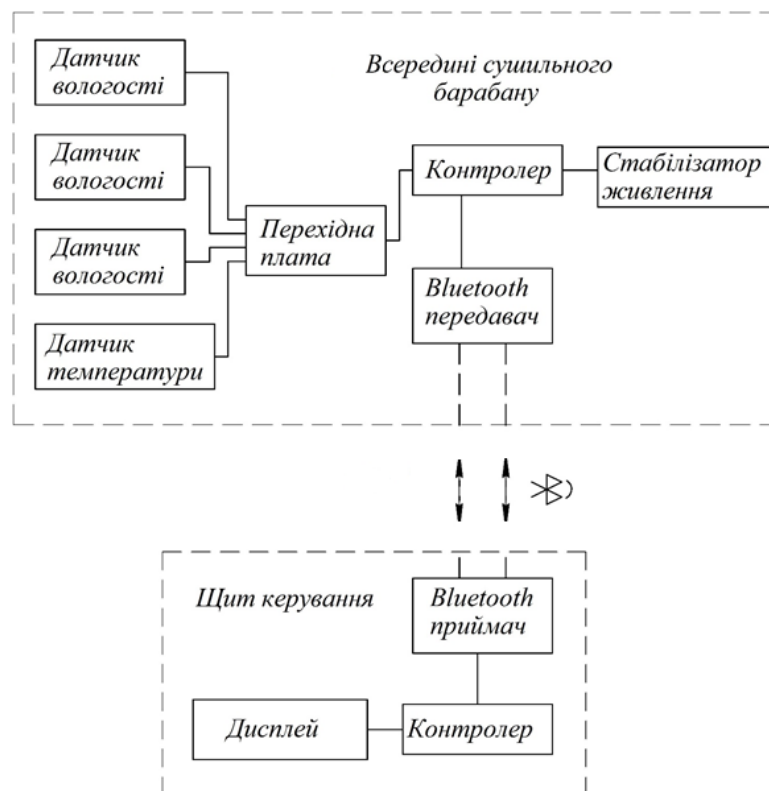 Датчик
вологості
Всередині сушильного
барабану
Датчик
вологості
Контролер
Стабілізатор
живлення
Перехідна
плата
Датчик
вологості
Bluetooth
передавач
Датчик
температури
Щит керування
Bluetooth
приймач
Дисплей
Контролер